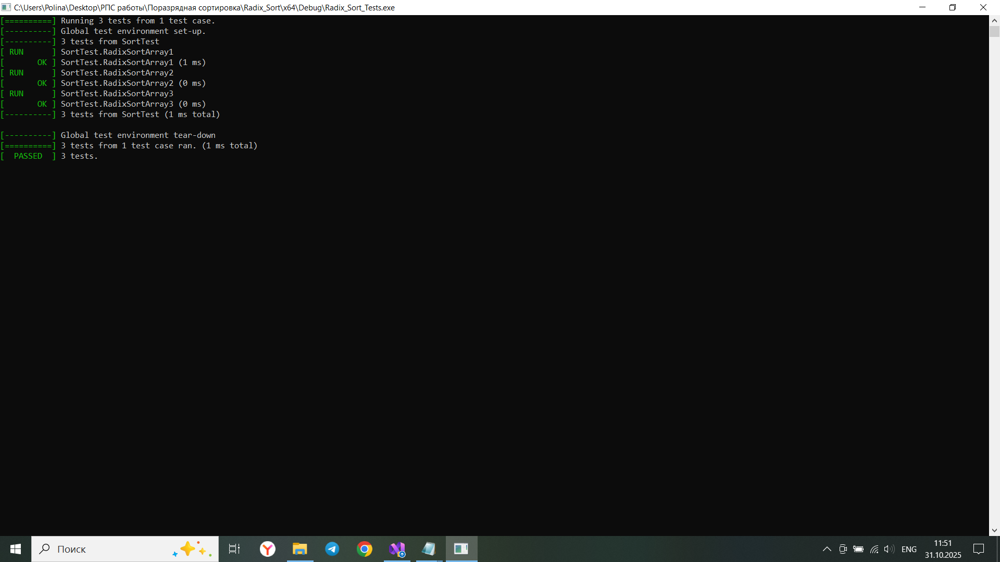 C:\Users\Polina\Desktop\РПС работы\Поразрядная сортировка\Radix_Sort\x64\Debug\Radix_Sort_Tests.exe
[==========] Running 3 tests from 1 test case.
[----------] Global test environment set-up.
[----------] 3 tests from SortTest
[ RUN      ] SortTest.RadixSortArray1
[       OK ] SortTest.RadixSortArray1 (1 ms)
[ RUN      ] SortTest.RadixSortArray2
[       OK ] SortTest.RadixSortArray2 (0 ms)
[ RUN      ] SortTest.RadixSortArray3
[       OK ] SortTest.RadixSortArray3 (0 ms)
[----------] 3 tests from SortTest (1 ms total)
[----------] Global test environment tear-down
[==========] 3 tests from 1 test case ran. (1 ms total)
[  PASSED  ] 3 tests.
Поиск
ENG
11:51
31.10.2025